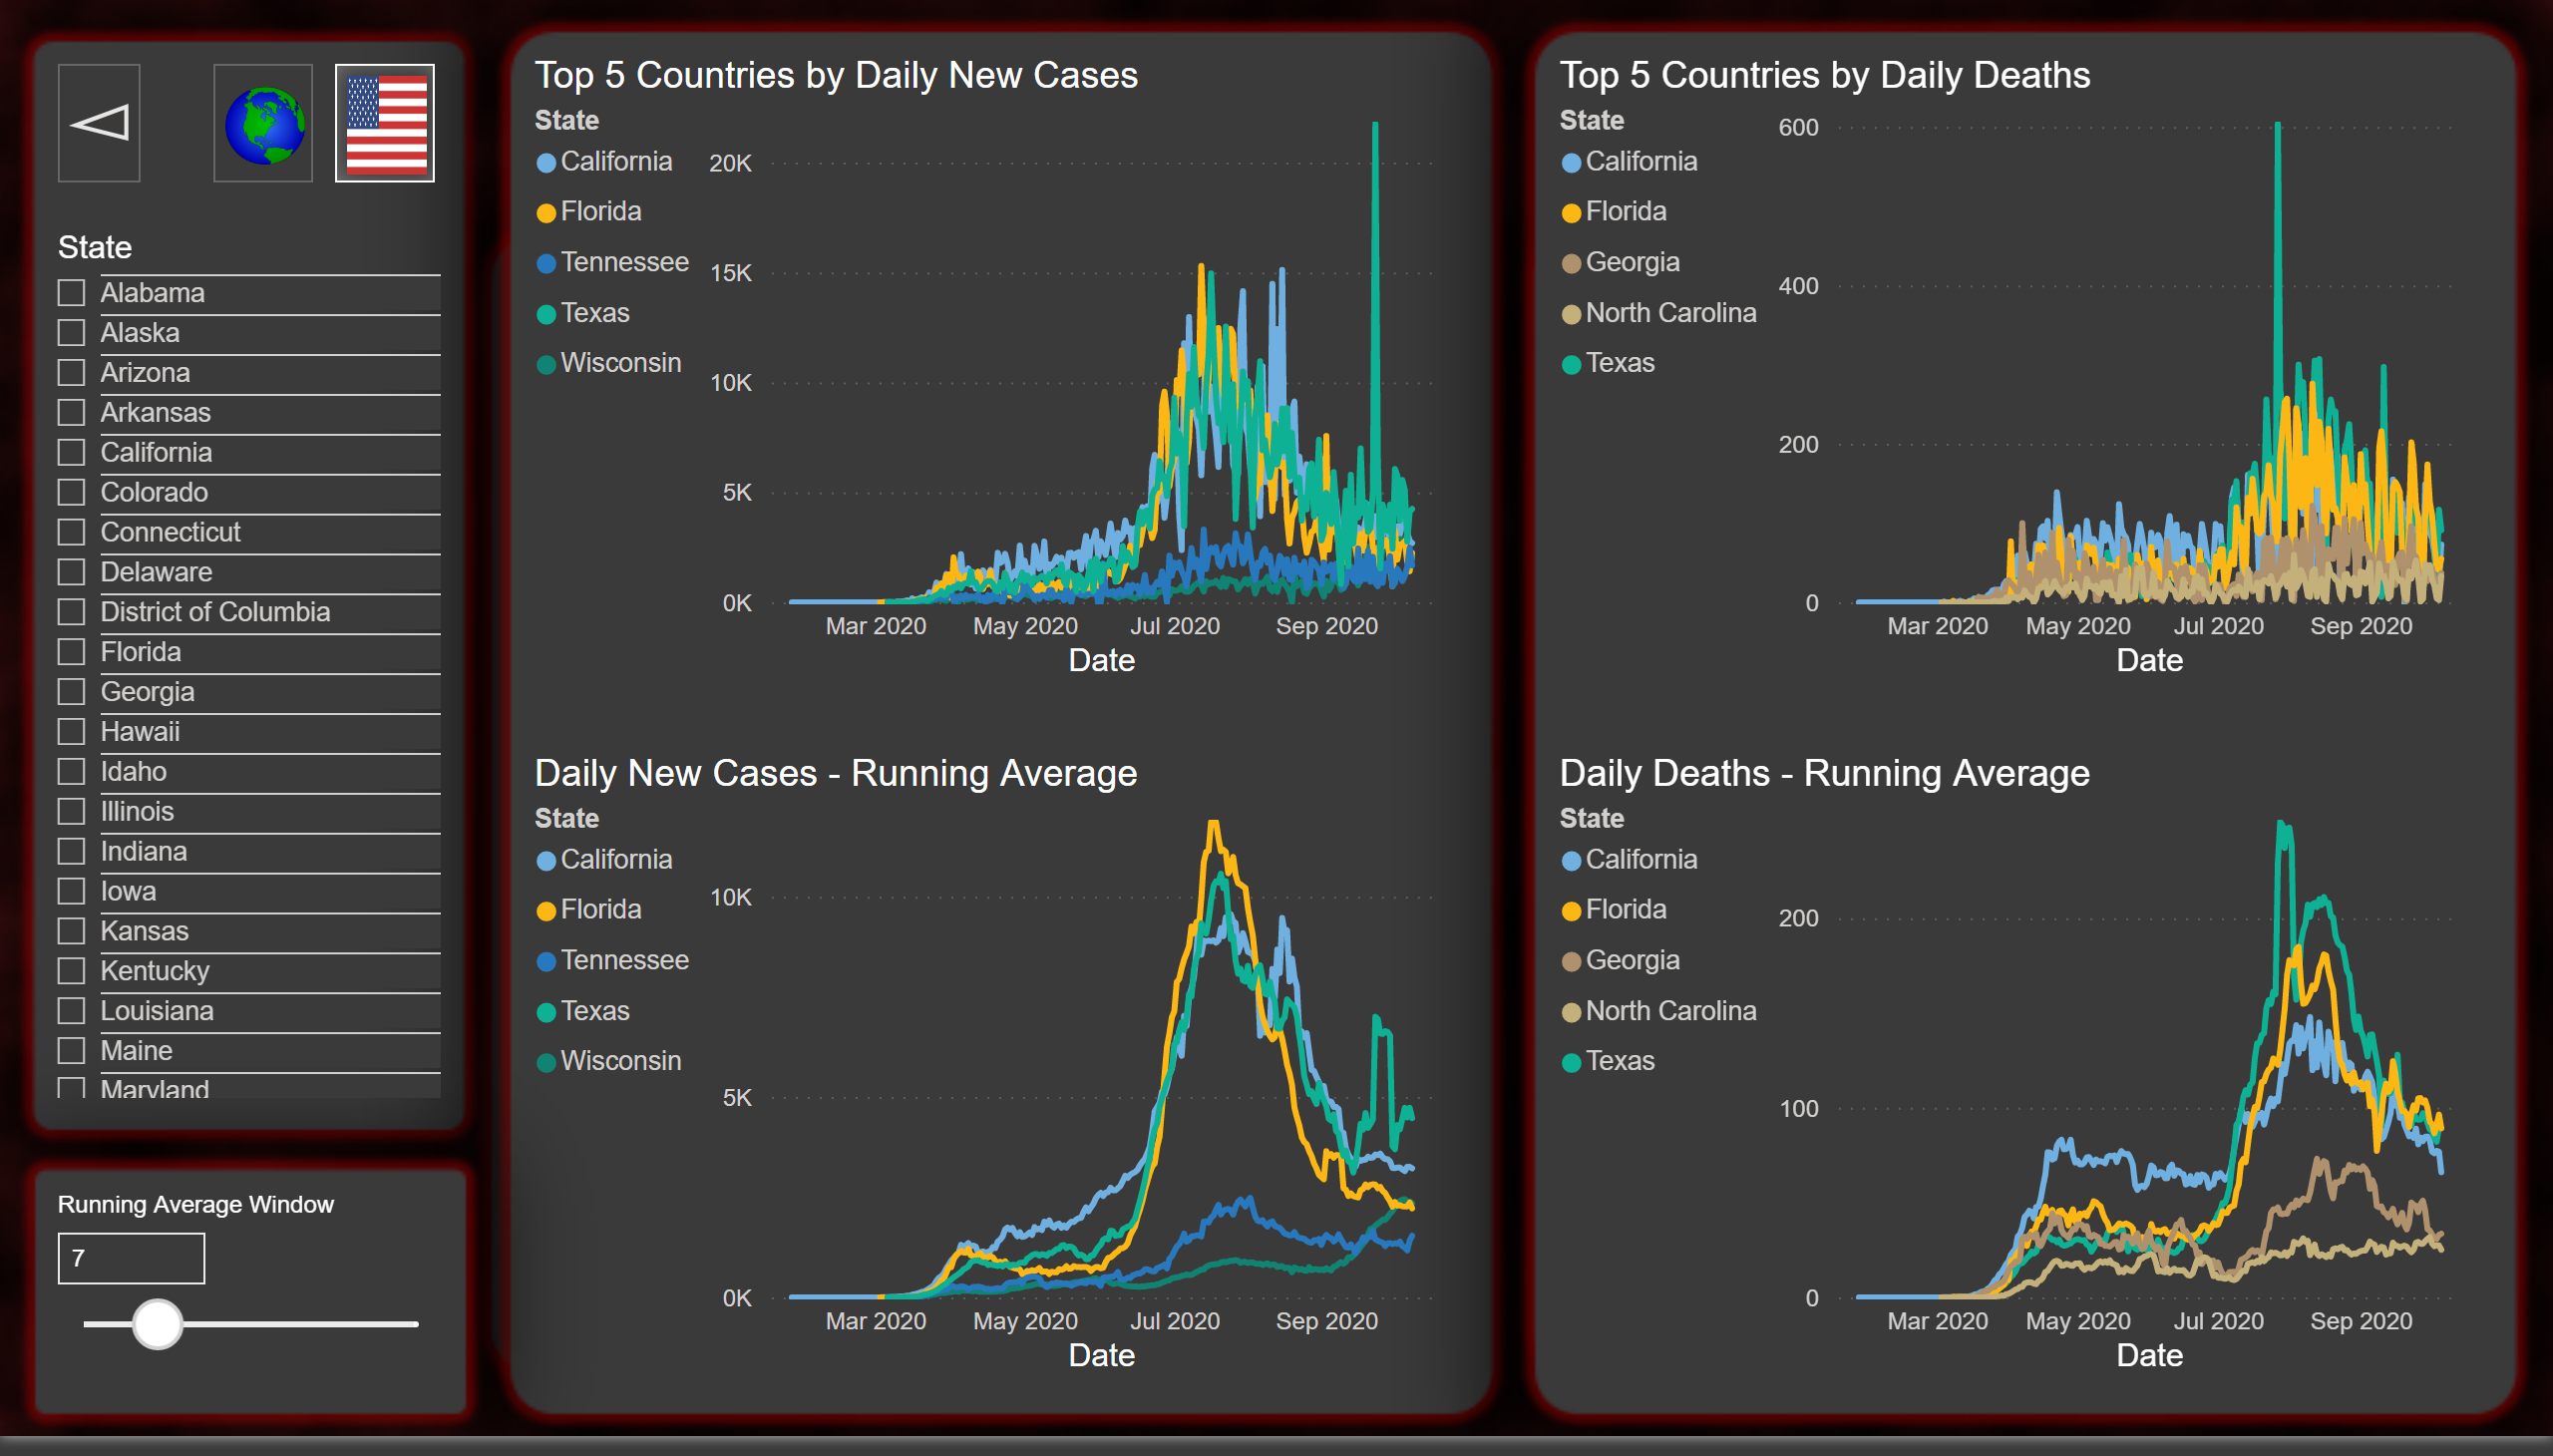 State
Alabama
Alaska
Arizona
Arkansas
California
Colorado
Connecticut
Delaware
District of Columbia
Florida
Georgia
Hawaii
Idaho
Illinois
Indiana
Iowa
Kansas
Kentucky
Louisiana
Maine
Maryland
Running Average Window
7
Top 5 Countries by Daily New Cases
State
California
Florida
Tennessee
Texas
Wisconsin
20K
15K
10K
5K
0K
Mar 2020 May 2020 Jul 2020 Sep 2020
Date
Daily New Cases - Running Average
State
California
Florida
Tennessee
Texas
Wisconsin
10K
5K
0K
Mar 2020 May 2020 Jul 2020 Sep 2020
Date
Top 5 Countries by Daily Deaths
State
California
Florida
Georgia
North Carolina
Texas
600
400
200
0
Mar 2020 May 2020 Jul 2020 Sep 2020
Date
Daily Deaths - Running Average
State
California
Florida
Georgia
North Carolina
Texas
200
100
0
Mar 2020 May 2020 Jul 2020 Sep 2020
Date